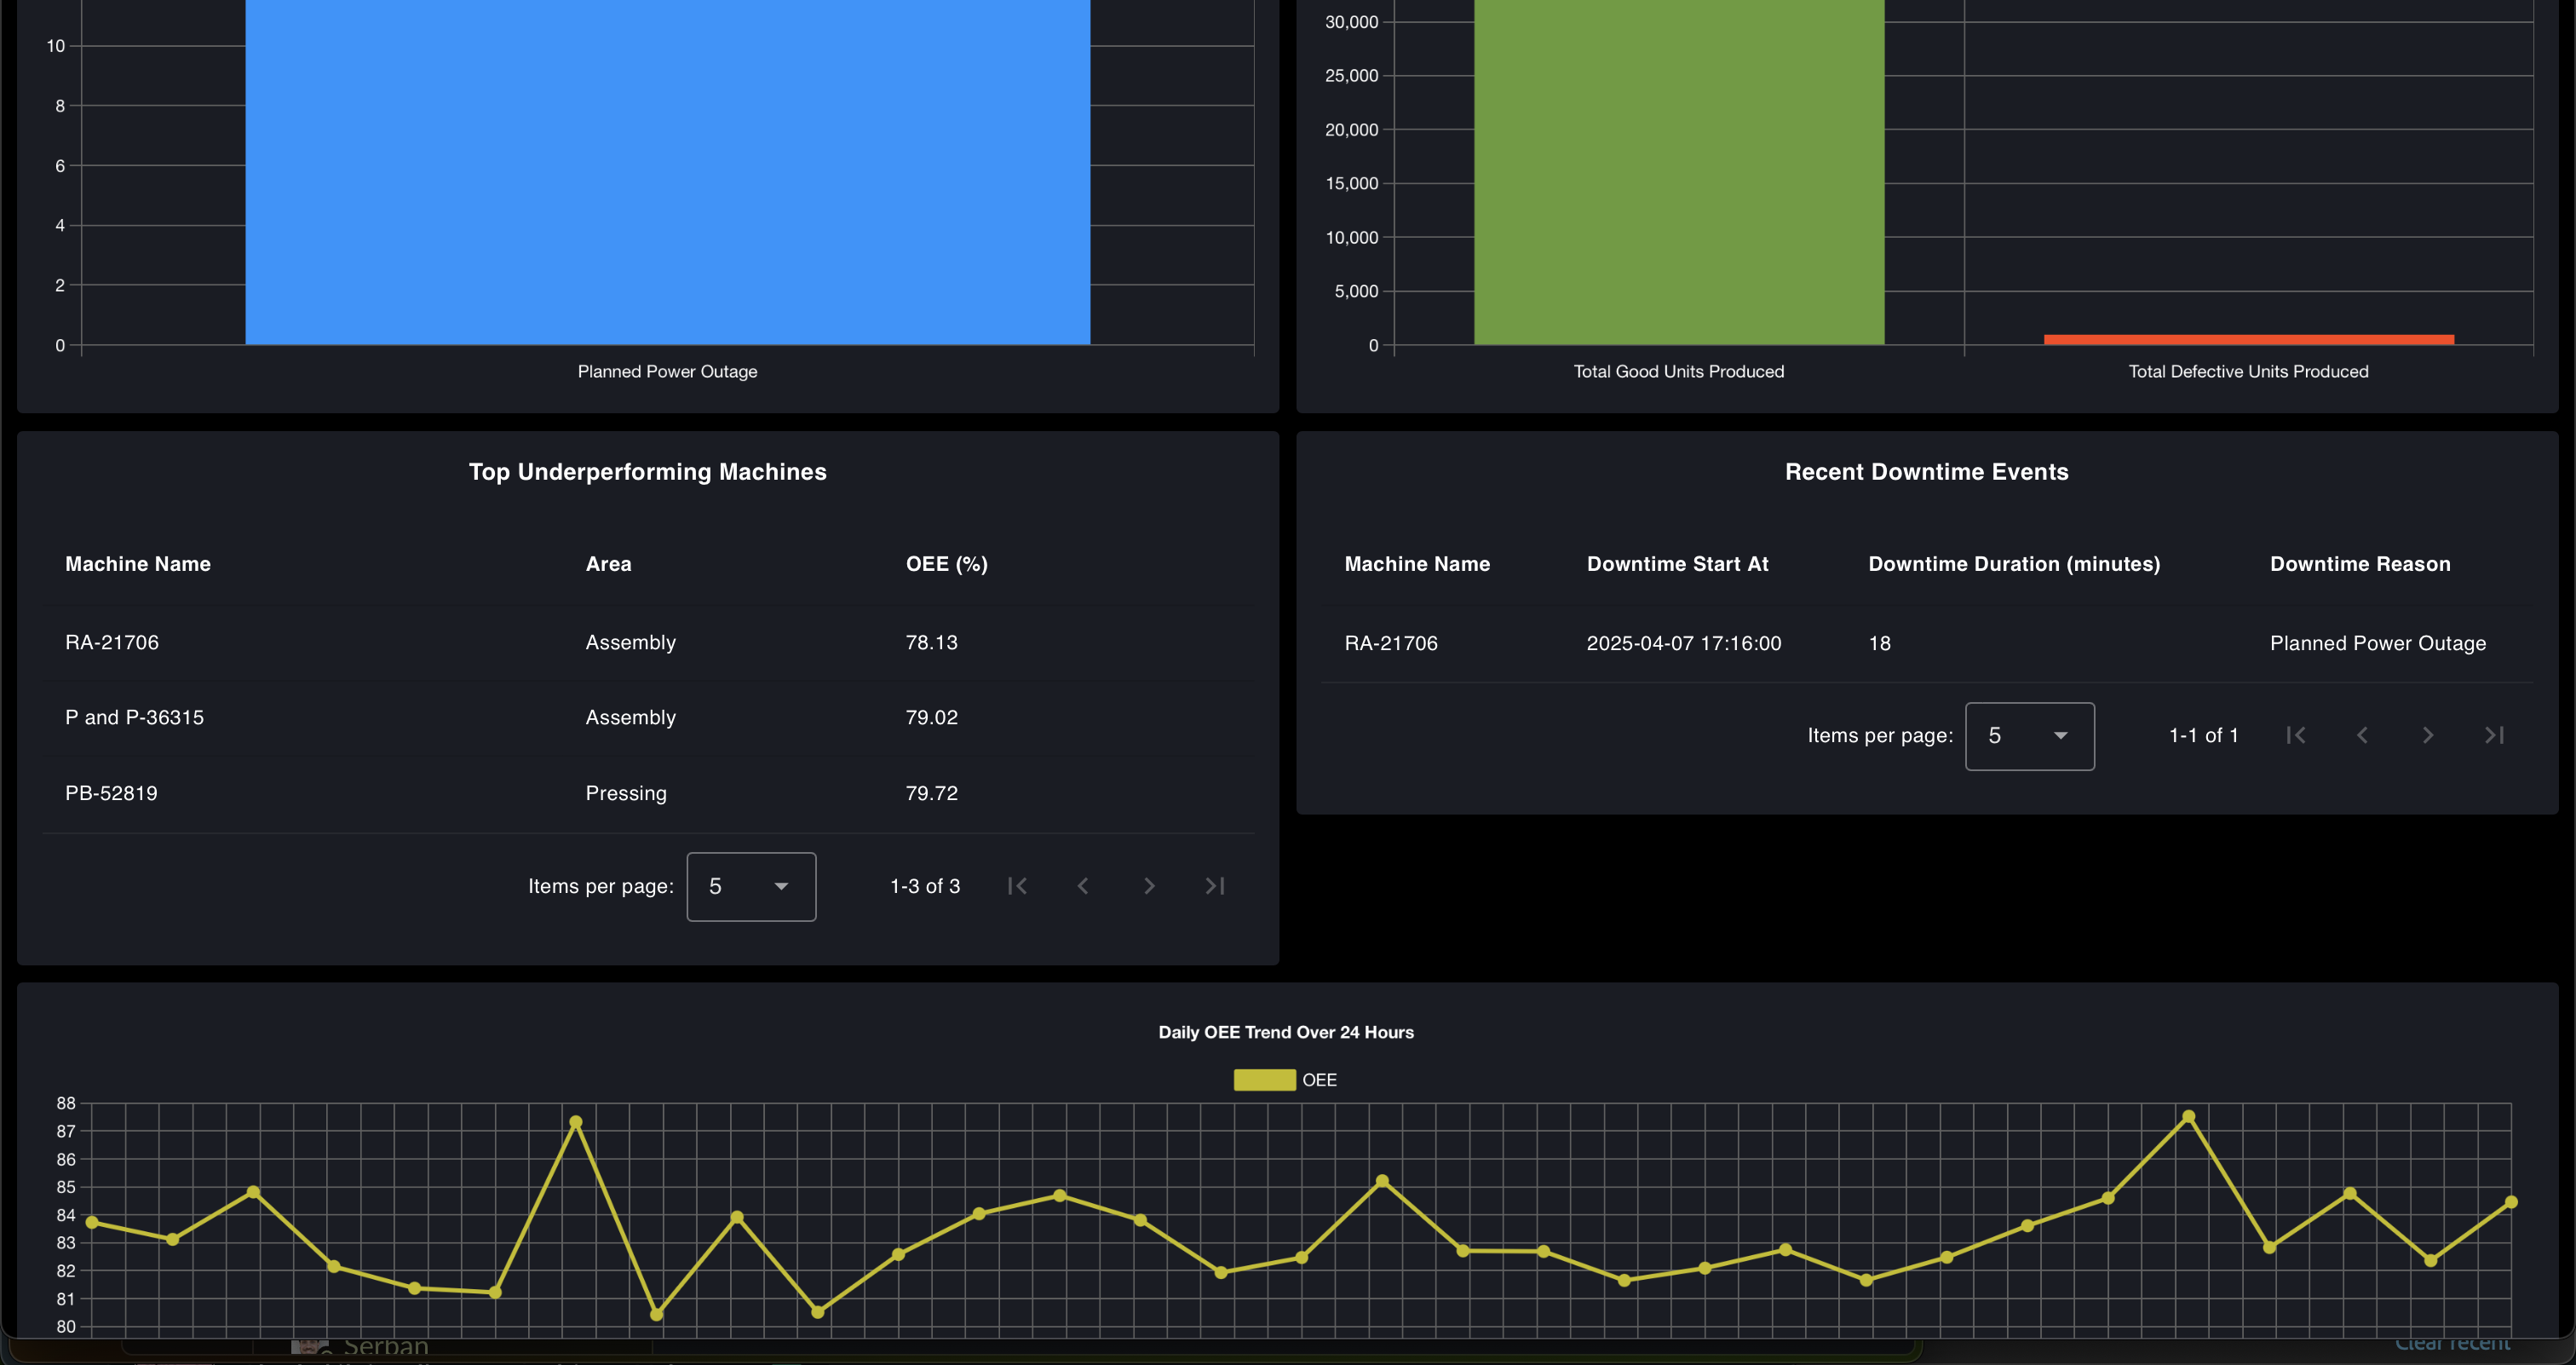 10
8
6
4
2
0
Planned Power Outage
30,000
25,000
20,000
15,000
10,000
5,000
0
Total Good Units Produced Total Defective Units Produced
Top Underperforming Machines
Machine Name Area OEE (%)
RA-21706 Assembly 78.13
P and P-36315 Assembly 79.02
PB-52819 Pressing 79.72
Items per page: 5 1-3 of 3
Recent Downtime Events
Machine Name Downtime Start At Downtime Duration (minutes) Downtime Reason
RA-21706 2025-04-07 17:16:00 18 Planned Power Outage
Items per page: 5 1-1 of 1
Daily OEE Trend Over 24 Hours
OEE
88
87
86
85
84
83
82
81
80
Serban
Clear recent